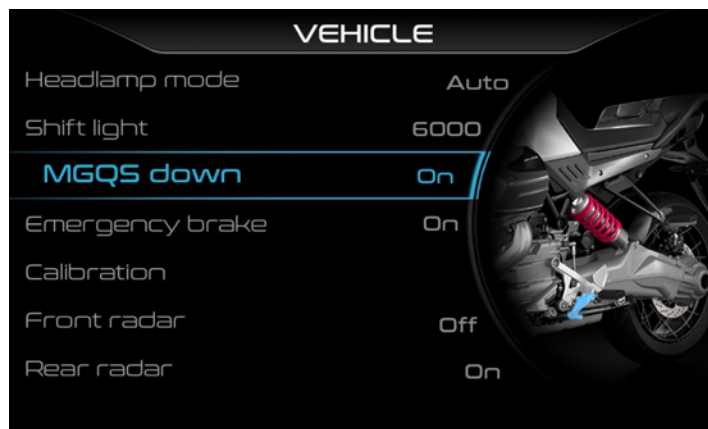 VEHICLE
Headlamp mode Auto
Shift light 6000
MGQS down On
Emergency brake On
Calibration
Front radar Off
Rear radar On